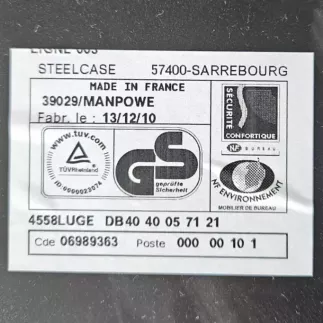 LIGNE 003
STEELCASE 57400-SARREBOURG
MADE IN FRANCE
39029/MANPOWE
Fabr. le : 13/12/10
www.tuv.com
TÜVRheinland
ID:0000023074
GS
geprüfte
Sicherheit
SÉCURITÉ
CONFORTIQUE
NF BUREAU
NF ENVIRONNEMENT
MOBILIER DE BUREAU
4558LUGE DB40 40 05 71 21
Cde 06989363 Poste 000 00 10 1